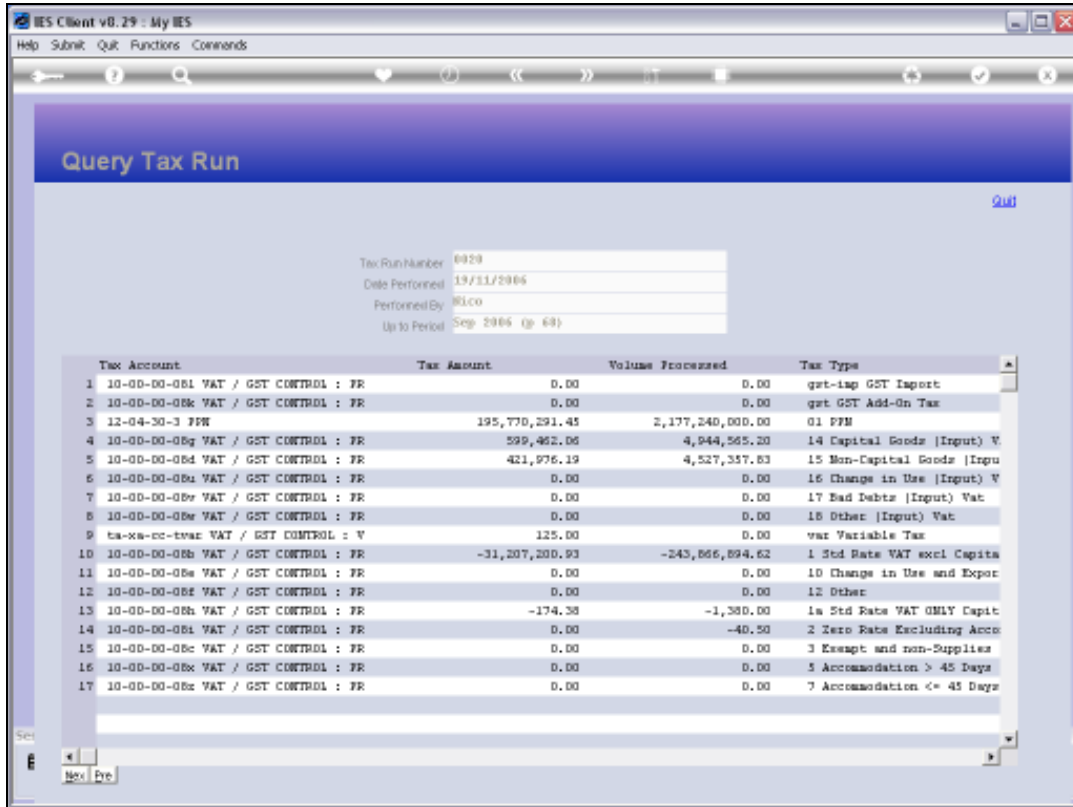 IES Client v8.29 : My IES
Help Submit Quit Functions Commands
Query Tax Run
Quit
Tax Run Number 0020
Date Performed 19/11/2006
Performed By Rico
Up to Period Sep 2006 (p 68)
Tax Account Tax Amount Volume Processed Tax Type
1 10-00-00-08l VAT / GST CONTROL : PR 0.00 0.00 gst-imp GST Import
2 10-00-00-08k VAT / GST CONTROL : PR 0.00 0.00 gst GST Add-On Tax
3 12-04-30-3 PPN 195,770,291.45 2,177,240,000.00 01 PPN
4 10-00-00-08g VAT / GST CONTROL : PR 599,462.06 4,944,565.20 14 Capital Goods |Input) V
5 10-00-00-08d VAT / GST CONTROL : PR 421,976.19 4,527,357.83 15 Non-Capital Goods |Inpu
6 10-00-00-08u VAT / GST CONTROL : PR 0.00 0.00 16 Change in Use |Input) V
7 10-00-00-08v VAT / GST CONTROL : PR 0.00 0.00 17 Bad Debts |Input) Vat
8 10-00-00-08w VAT / GST CONTROL : PR 0.00 0.00 18 Other |Input) Vat
9 ta-xa-cc-tvar VAT / GST CONTROL : V 125.00 0.00 var Variable Tax
10 10-00-00-08b VAT / GST CONTROL : PR -31,207,200.93 -243,866,894.62 1 Std Rate VAT excl Capita
11 10-00-00-08e VAT / GST CONTROL : PR 0.00 0.00 10 Change in Use and Expor
12 10-00-00-08f VAT / GST CONTROL : PR 0.00 0.00 12 Other
13 10-00-00-08h VAT / GST CONTROL : PR -174.38 -1,380.00 1a Std Rate VAT ONLY Capit
14 10-00-00-08i VAT / GST CONTROL : PR 0.00 -40.50 2 Zero Rate Excluding Acco
15 10-00-00-08c VAT / GST CONTROL : PR 0.00 0.00 3 Exempt and non-Supplies
16 10-00-00-08x VAT / GST CONTROL : PR 0.00 0.00 5 Accommodation > 45 Days
17 10-00-00-08z VAT / GST CONTROL : PR 0.00 0.00 7 Accommodation <= 45 Days
Nex Pre